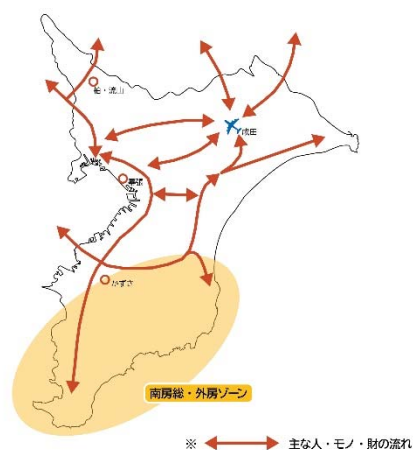 柏・流山
成田
幕張
かずさ
南房総・外房ゾーン
※ 主な人・モノ・財の流れ